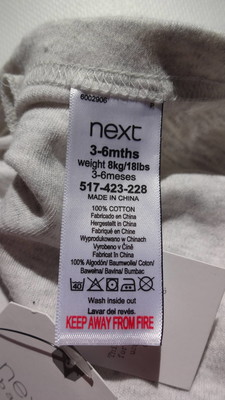 6002906
next
3-6mths
weight 8kg/18lbs
3-6meses
517-423-228
MADE IN CHINA
100% COTTON
Fabricado en China
Hergestellt in China
Fabriqué en Chine
Wyprodukowano w Chinach
Vyrobeno v Číně
Fabricat In China
100% Algodón/ Baumwolle/ Coton/
Bawełna/ Bavlna/ Bumbac
40
Wash inside out
Lavar del revés.
KEEP AWAY FROM FIRE
next